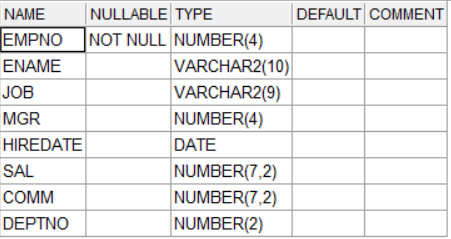 NAME NULLABLE TYPE DEFAULT COMMENT
EMPNO NOT NULL NUMBER(4)
ENAME VARCHAR2(10)
JOB VARCHAR2(9)
MGR NUMBER(4)
HIREDATE DATE
SAL NUMBER(7,2)
COMM NUMBER(7,2)
DEPTNO NUMBER(2)